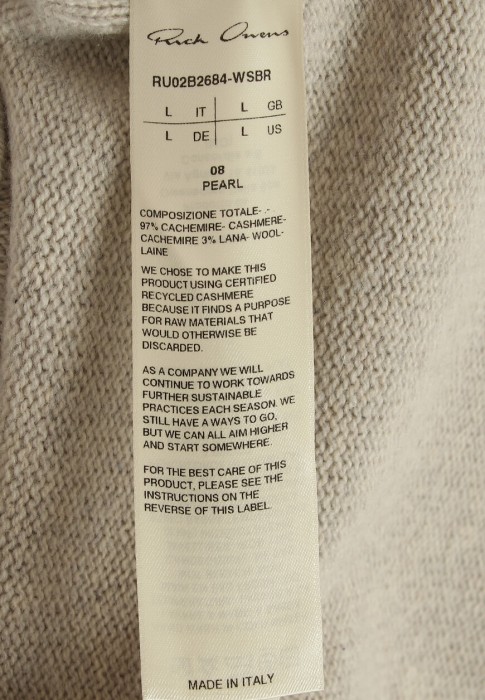 Rick Owens
RU02B2684-WSBR
L IT L GB
L DE L US
08
PEARL
COMPOSIZIONE TOTALE- .-
97% CACHEMIRE- CASHMERE-
CACHEMIRE 3% LANA- WOOL-
LAINE
WE CHOSE TO MAKE THIS
PRODUCT USING CERTIFIED
RECYCLED CASHMERE
BECAUSE IT FINDS A PURPOSE
FOR RAW MATERIALS THAT
WOULD OTHERWISE BE
DISCARDED.
AS A COMPANY WE WILL
CONTINUE TO WORK TOWARDS
FURTHER SUSTAINABLE
PRACTICES EACH SEASON. WE
STILL HAVE A WAYS TO GO,
BUT WE CAN ALL AIM HIGHER
AND START SOMEWHERE.
FOR THE BEST CARE OF THIS
PRODUCT, PLEASE SEE THE
INSTRUCTIONS ON THE
REVERSE OF THIS LABEL.
MADE IN ITALY